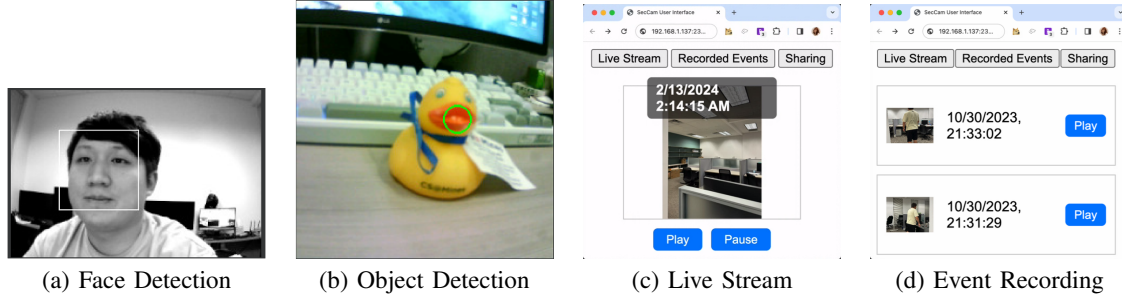 LG
CS@Mines
SecCam User Interface
192.168.1.137:23...
Live Stream
Recorded Events
Sharing
2/13/2024
2:14:15 AM
Play
Pause
SecCam User Interface
192.168.1.137:23...
Live Stream
Recorded Events
Sharing
10/30/2023,
21:33:02
Play
10/30/2023,
21:31:29
Play
(a) Face Detection
(b) Object Detection
(c) Live Stream
(d) Event Recording